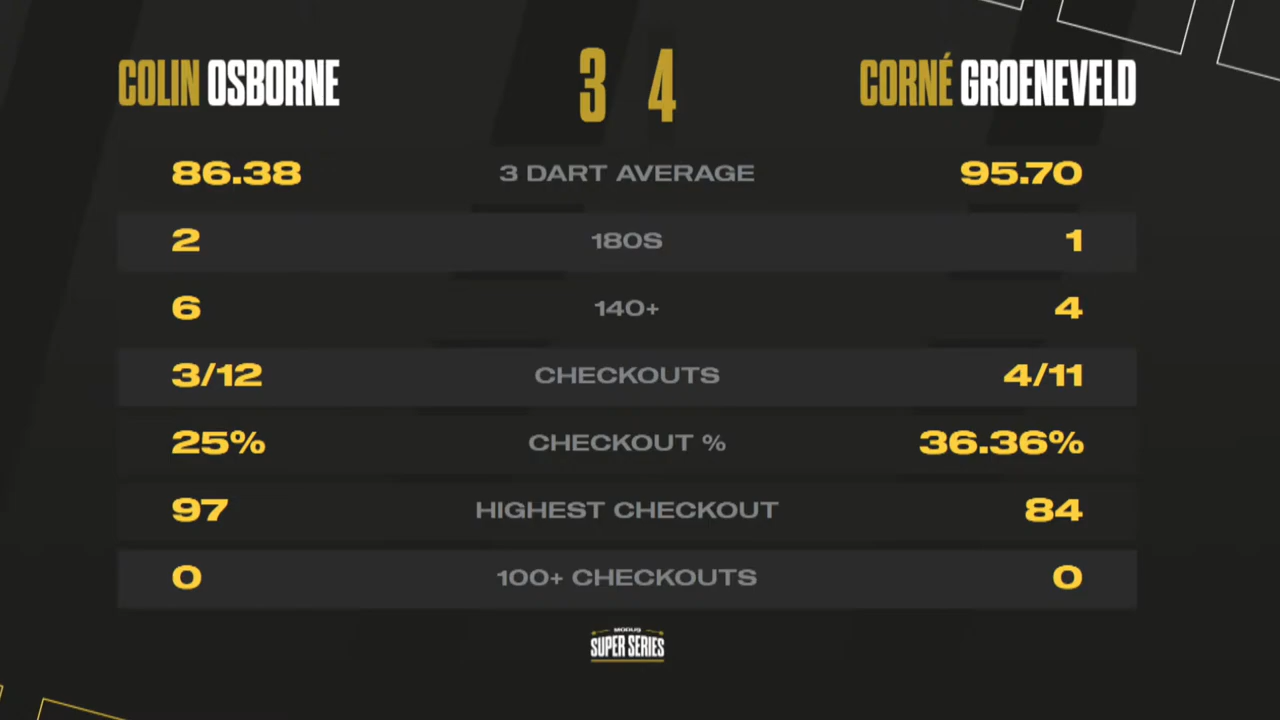 COLIN OSBORNE 3 4 CORNÉ GROENEVELD
86.38 3 DART AVERAGE 95.70
2 180S 1
6 140+ 4
3/12 CHECKOUTS 4/11
25% CHECKOUT % 36.36%
97 HIGHEST CHECKOUT 84
0 100+ CHECKOUTS 0
MODUS
SUPER SERIES